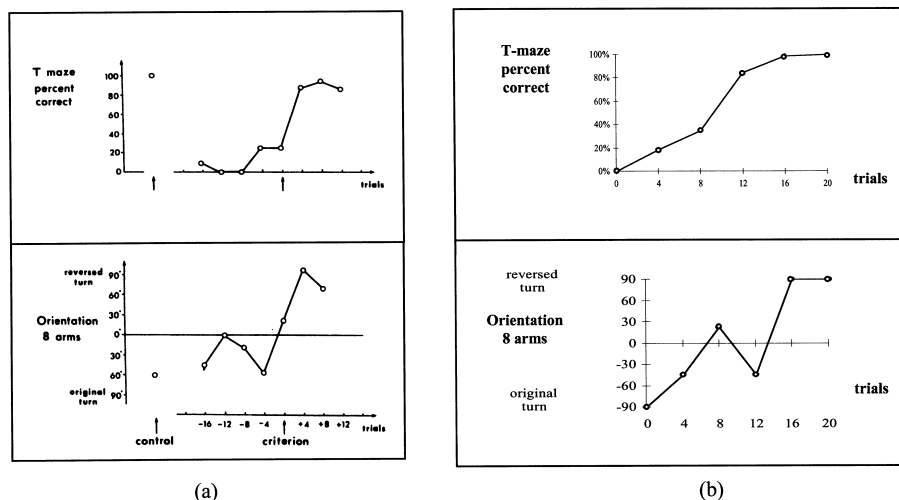 T maze
percent
correct
100
80
60
40
20
0
trials
reversed
turn
90°
60°
30°
0°
Orientation
8 arms
30°
60°
90°
original
turn
-16 -12 -8 -4 0 +4 +8 +12 trials
control
criterion
(a)
T-maze
percent
correct
100%
80%
60%
40%
20%
0%
0 4 8 12 16 20
trials
reversed
turn
90
60
30
0
-30
-60
-90
Orientation
8 arms
original
turn
trials
0 4 8 12 16 20
(b)